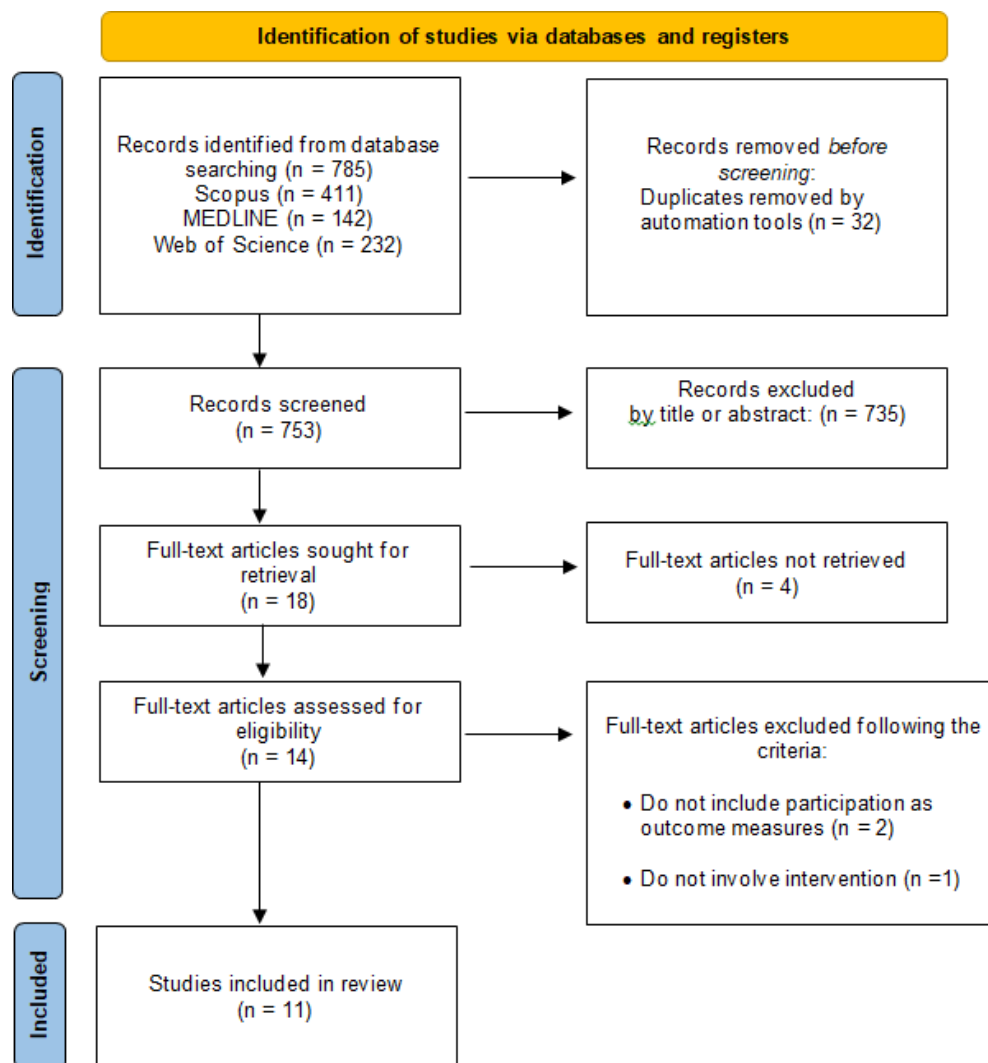 Identification of studies via databases and registers
Identification
Records identified from database
searching (n = 785)
Scopus (n = 411)
MEDLINE (n = 142)
Web of Science (n = 232)
Records removed before
screening:
Duplicates removed by
automation tools (n = 32)
Screening
Records screened
(n = 753)
Records excluded
by title or abstract: (n = 735)
Full-text articles sought for
retrieval
(n = 18)
Full-text articles not retrieved
(n = 4)
Full-text articles assessed for
eligibility
(n = 14)
Full-text articles excluded following the
criteria:
• Do not include participation as
outcome measures (n = 2)
• Do not involve intervention (n =1)
Included
Studies included in review
(n = 11)